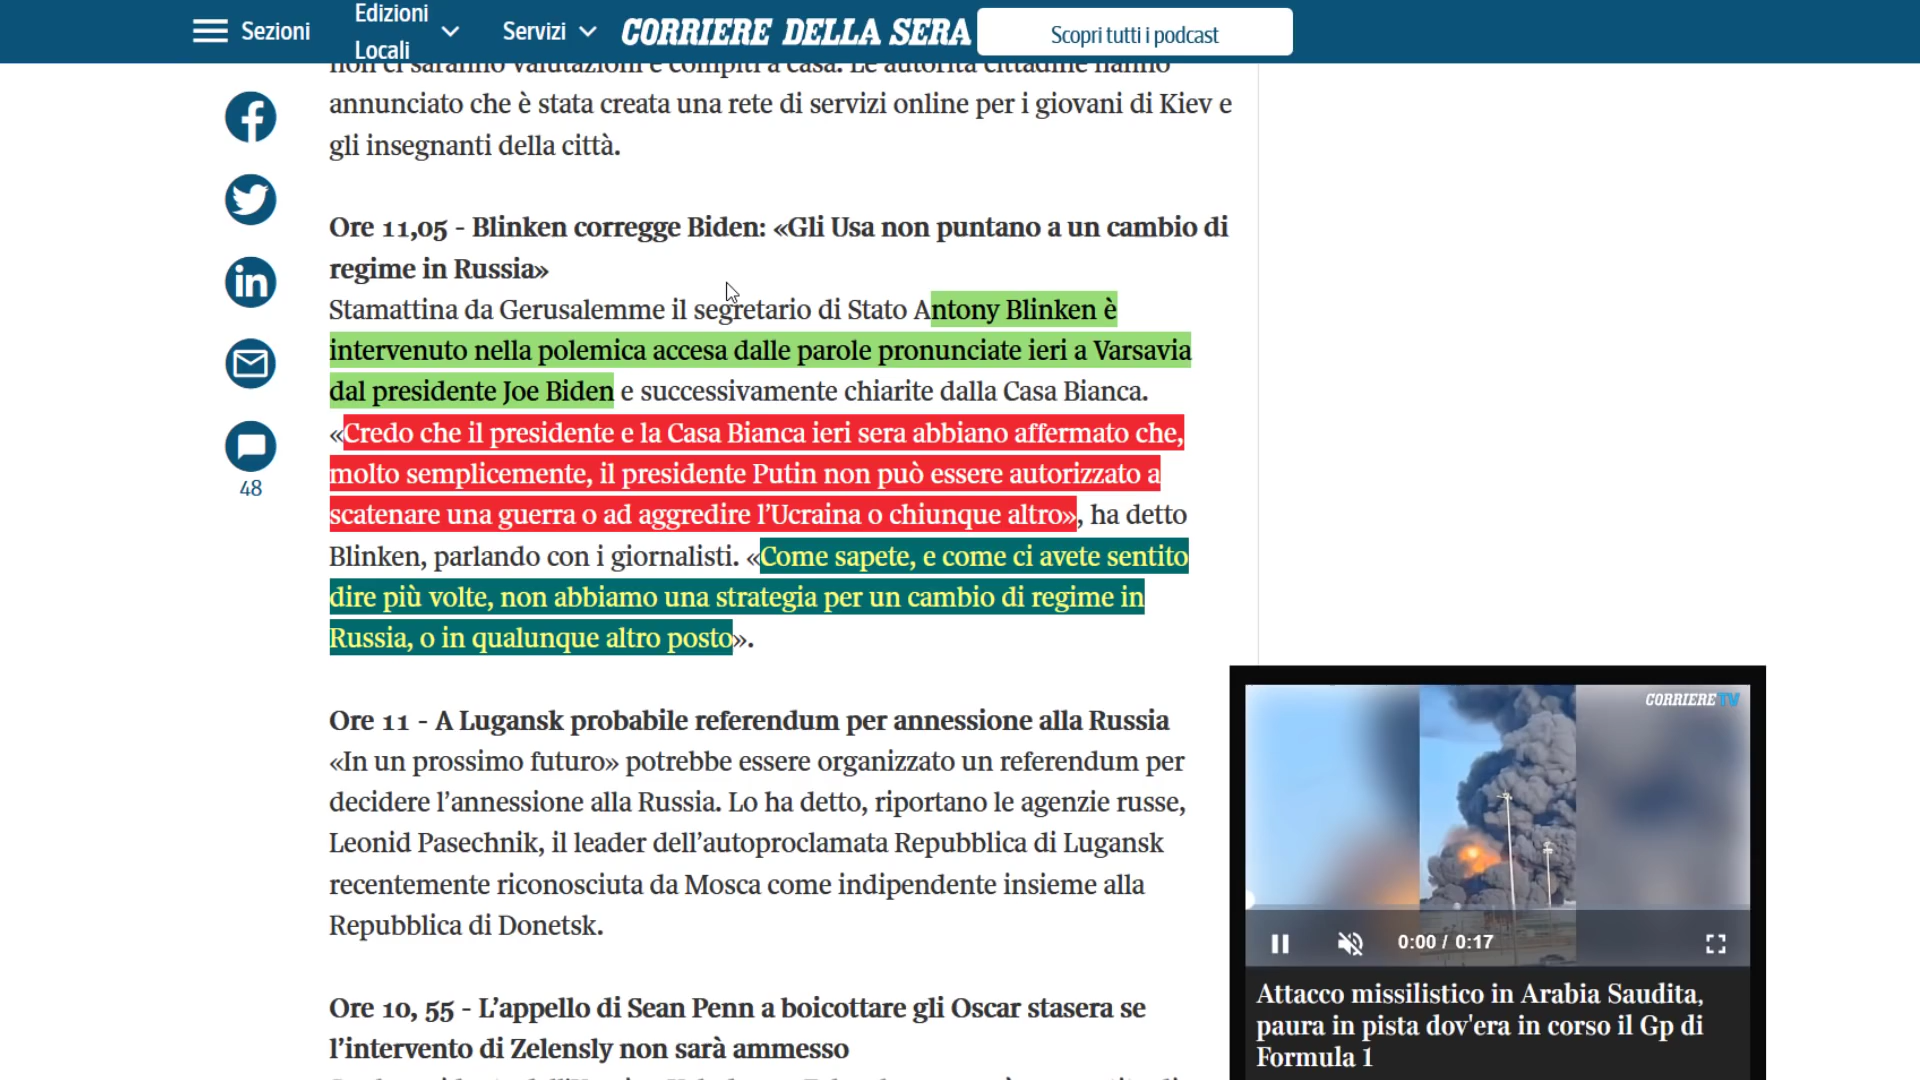 Sezioni
Edizioni
Locali
Servizi
CORRIERE DELLA SERA
Scopri tutti i podcast
non ci saranno valutazioni e compiti a casa. Le autorità cittadine hanno
annunciato che è stata creata una rete di servizi online per i giovani di Kiev e
gli insegnanti della città.
48
Ore 11,05 - Blinken corregge Biden: «Gli Usa non puntano a un cambio di
regime in Russia»
Stamattina da Gerusalemme il segretario di Stato Antony Blinken è
intervenuto nella polemica accesa dalle parole pronunciate ieri a Varsavia
dal presidente Joe Biden e successivamente chiarite dalla Casa Bianca.
«Credo che il presidente e la Casa Bianca ieri sera abbiano affermato che,
molto semplicemente, il presidente Putin non può essere autorizzato a
scatenare una guerra o ad aggredire l’Ucraina o chiunque altro», ha detto
Blinken, parlando con i giornalisti. «Come sapete, e come ci avete sentito
dire più volte, non abbiamo una strategia per un cambio di regime in
Russia, o in qualunque altro posto».
Ore 11 - A Lugansk probabile referendum per annessione alla Russia
«In un prossimo futuro» potrebbe essere organizzato un referendum per
decidere l’annessione alla Russia. Lo ha detto, riportano le agenzie russe,
Leonid Pasechnik, il leader dell’autoproclamata Repubblica di Lugansk
recentemente riconosciuta da Mosca come indipendente insieme alla
Repubblica di Donetsk.
Ore 10, 55 - L’appello di Sean Penn a boicottare gli Oscar stasera se
l’intervento di Zelensly non sarà ammesso
CORRIERE TV
0:00 / 0:17
Attacco missilistico in Arabia Saudita,
paura in pista dov'era in corso il Gp di
Formula 1